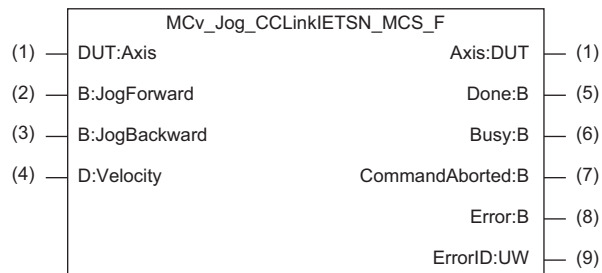 MCv_Jog_CCLinkIETSN_MCS_F
(1) DUT:Axis Axis:DUT (1)
(2) B:JogForward Done:B (5)
(3) B:JogBackward Busy:B (6)
(4) D:Velocity CommandAborted:B (7)
Error:B (8)
ErrorID:UW (9)